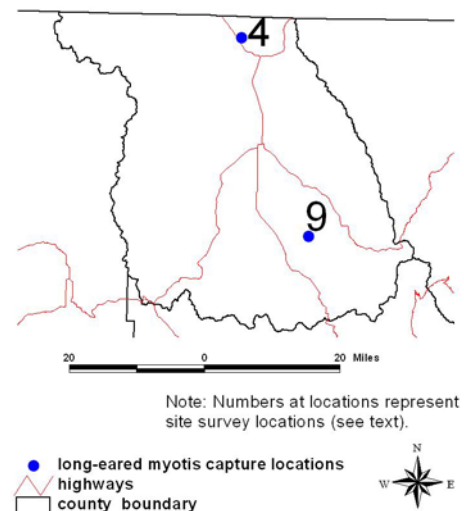 4
9
20 0 20 Miles
Note: Numbers at locations represent
site survey locations (see text).
long-eared myotis capture locations
highways
county boundary
N
W E
S